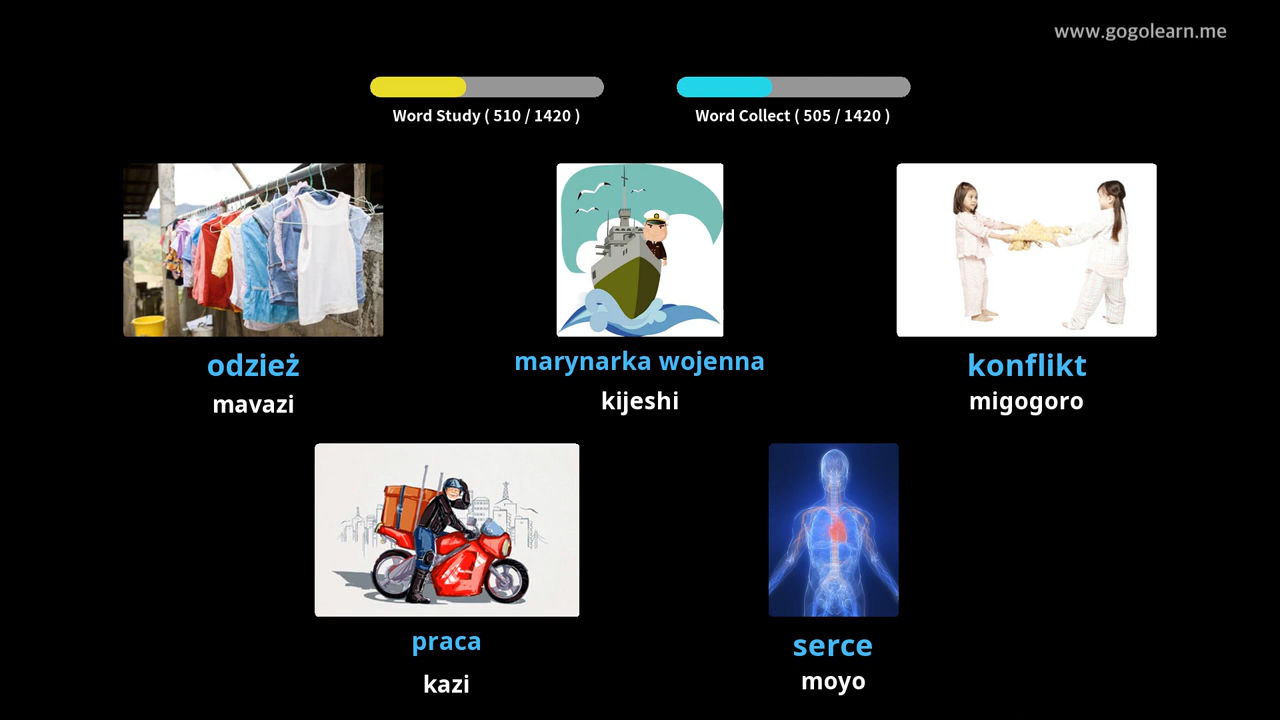 www.gogolearn.me
Word Study ( 510 / 1420 )
Word Collect ( 505 / 1420 )
odzież
mavazi
marynarka wojenna
kijeshi
konflikt
migogoro
praca
kazi
serce
moyo